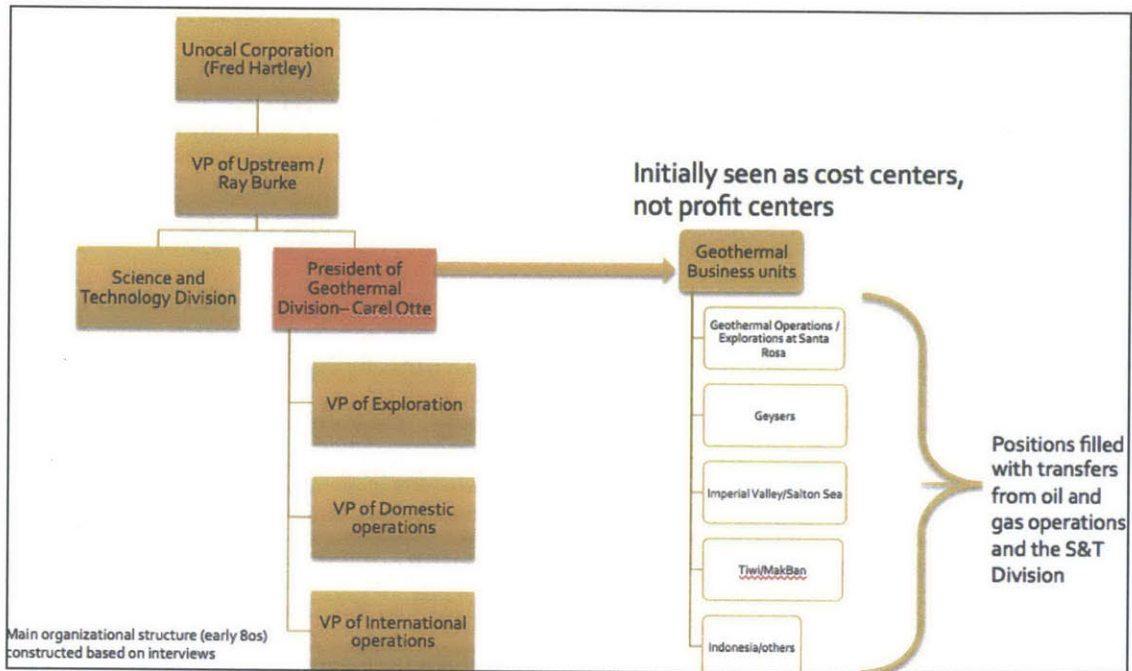 Unocal Corporation
(Fred Hartley)
VP of Upstream /
Ray Burke
Science and
Technology Division
President of
Geothermal
Division– Carel Otte
VP of Exploration
VP of Domestic
operations
VP of International
operations
Initially seen as cost centers,
not profit centers
Geothermal
Business units
Geothermal Operations /
Explorations at Santa
Rosa
Geysers
Imperial Valley/Salton Sea
Tiwi/MakBan
Indonesia/others
Positions filled
with transfers
from oil and
gas operations
and the S&T
Division
Main organizational structure (early 80s)
constructed based on interviews